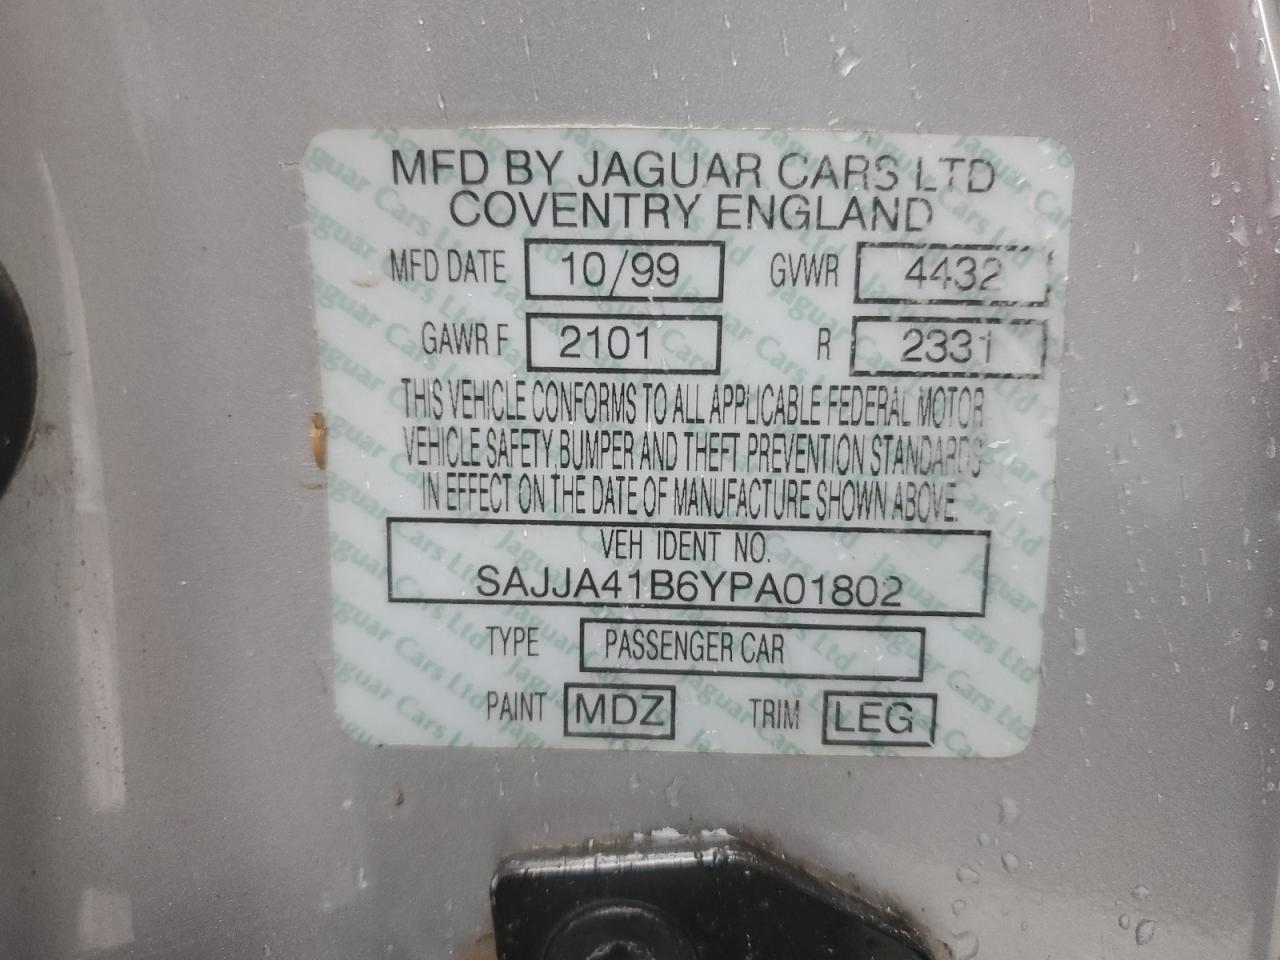 MFD BY JAGUAR CARS LTD
COVENTRY ENGLAND
MFD DATE 10/99 GVWR 4432
GAWR F 2101 R 2331
THIS VEHICLE CONFORMS TO ALL APPLICABLE FEDERAL MOTOR
VEHICLE SAFETY, BUMPER AND THEFT PREVENTION STANDARDS
IN EFFECT ON THE DATE OF MANUFACTURE SHOWN ABOVE.
VEH IDENT NO.
SAJJA41B6YPA01802
TYPE PASSENGER CAR
PAINT MDZ TRIM LEG